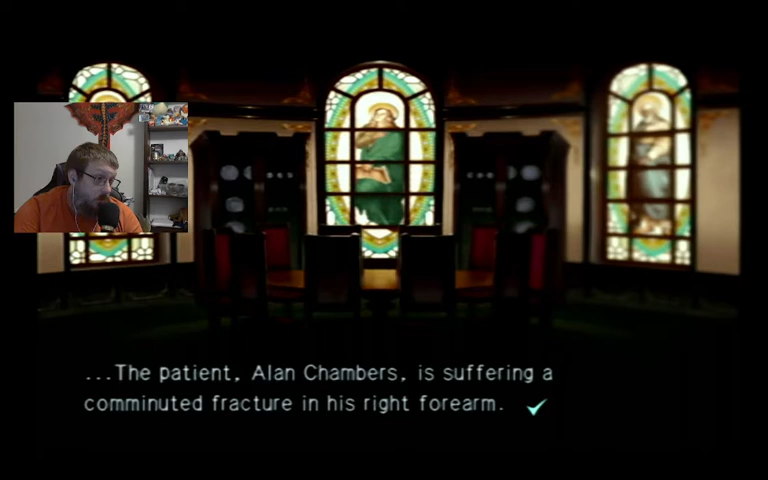 ...The patient, Alan Chambers, is suffering a
comminuted fracture in his right forearm.